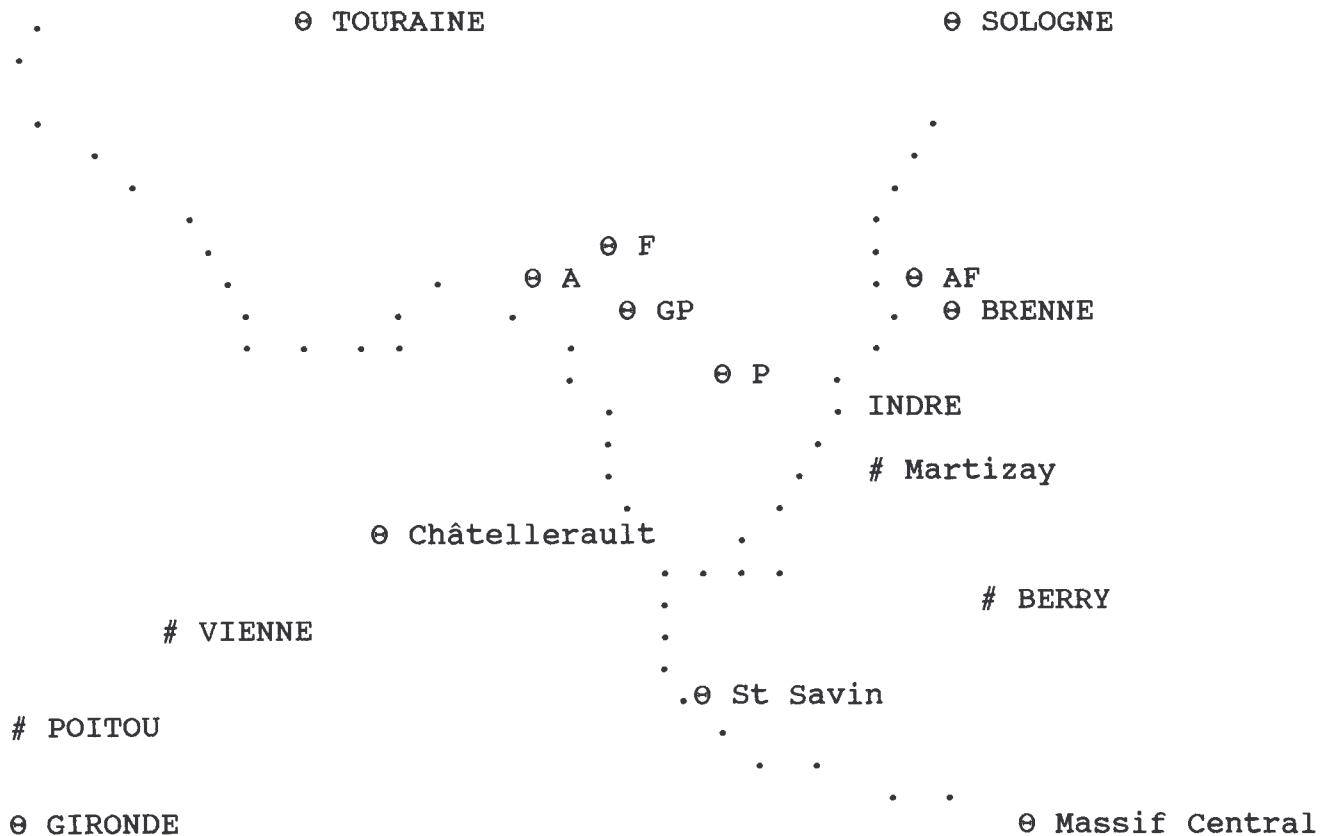 Θ TOURAINE Θ SOLOGNE
Θ F
Θ A Θ AF
Θ GP Θ BRENNE
Θ P
INDRE
# Martizay
Θ Châtellerault
# BERRY
# VIENNE
Θ St Savin
# POITOU
Θ GIRONDE Θ Massif Central